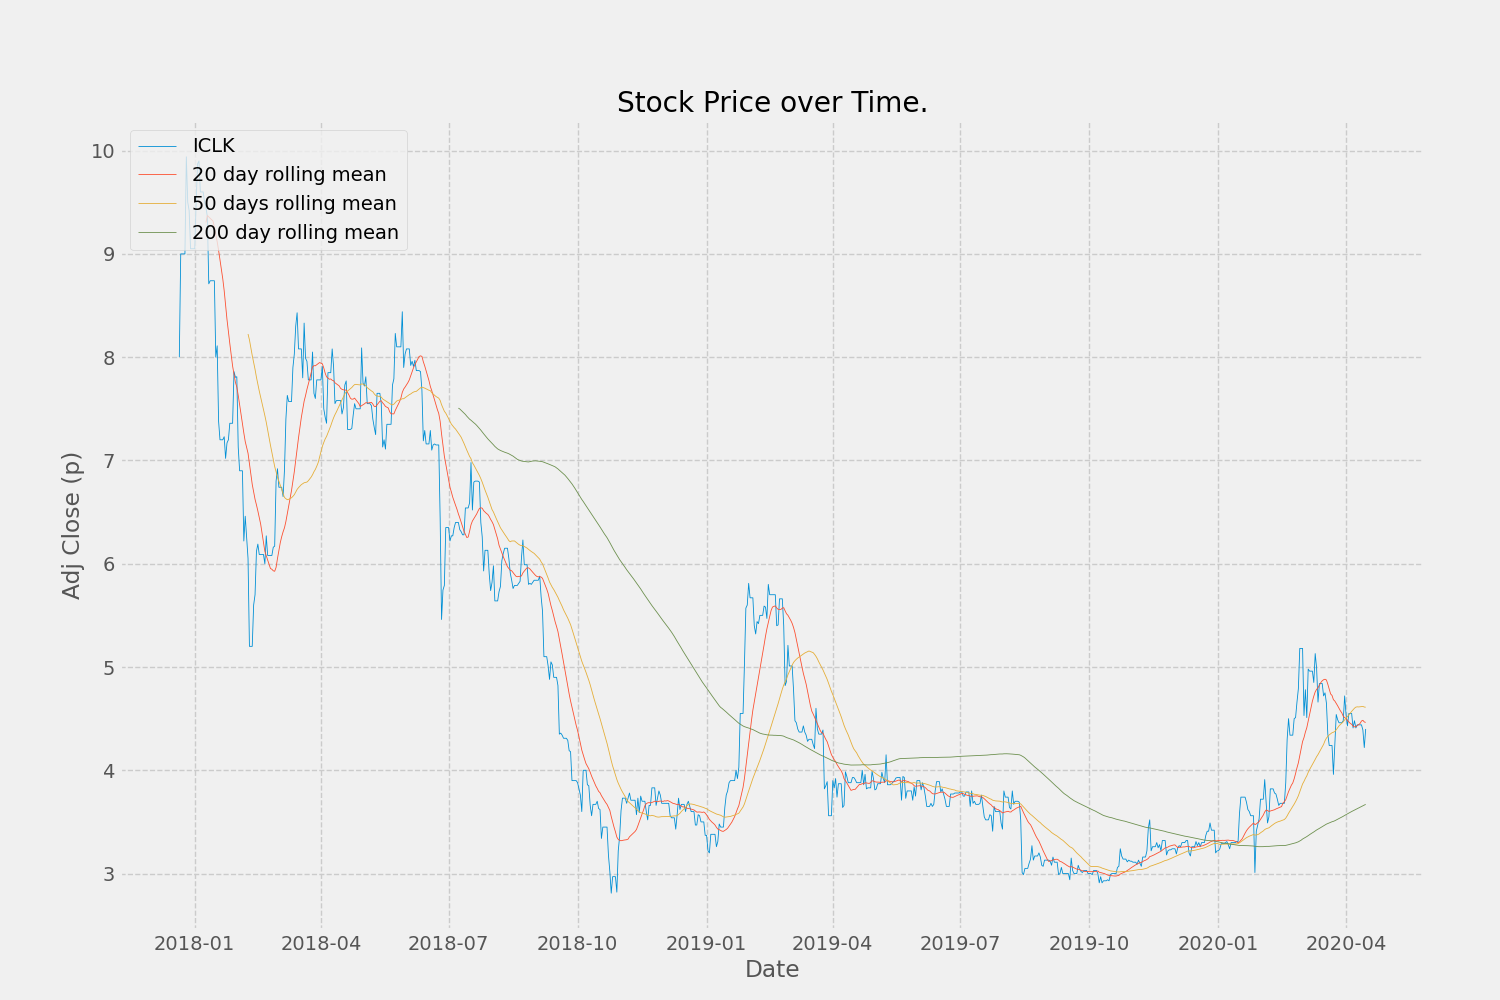 Stock Price over Time.
ICLK
20 day rolling mean
50 days rolling mean
200 day rolling mean
Adj Close (p)
10
9
8
7
6
5
4
3
2018-01 2018-04 2018-07 2018-10 2019-01 2019-04 2019-07 2019-10 2020-01 2020-04
Date